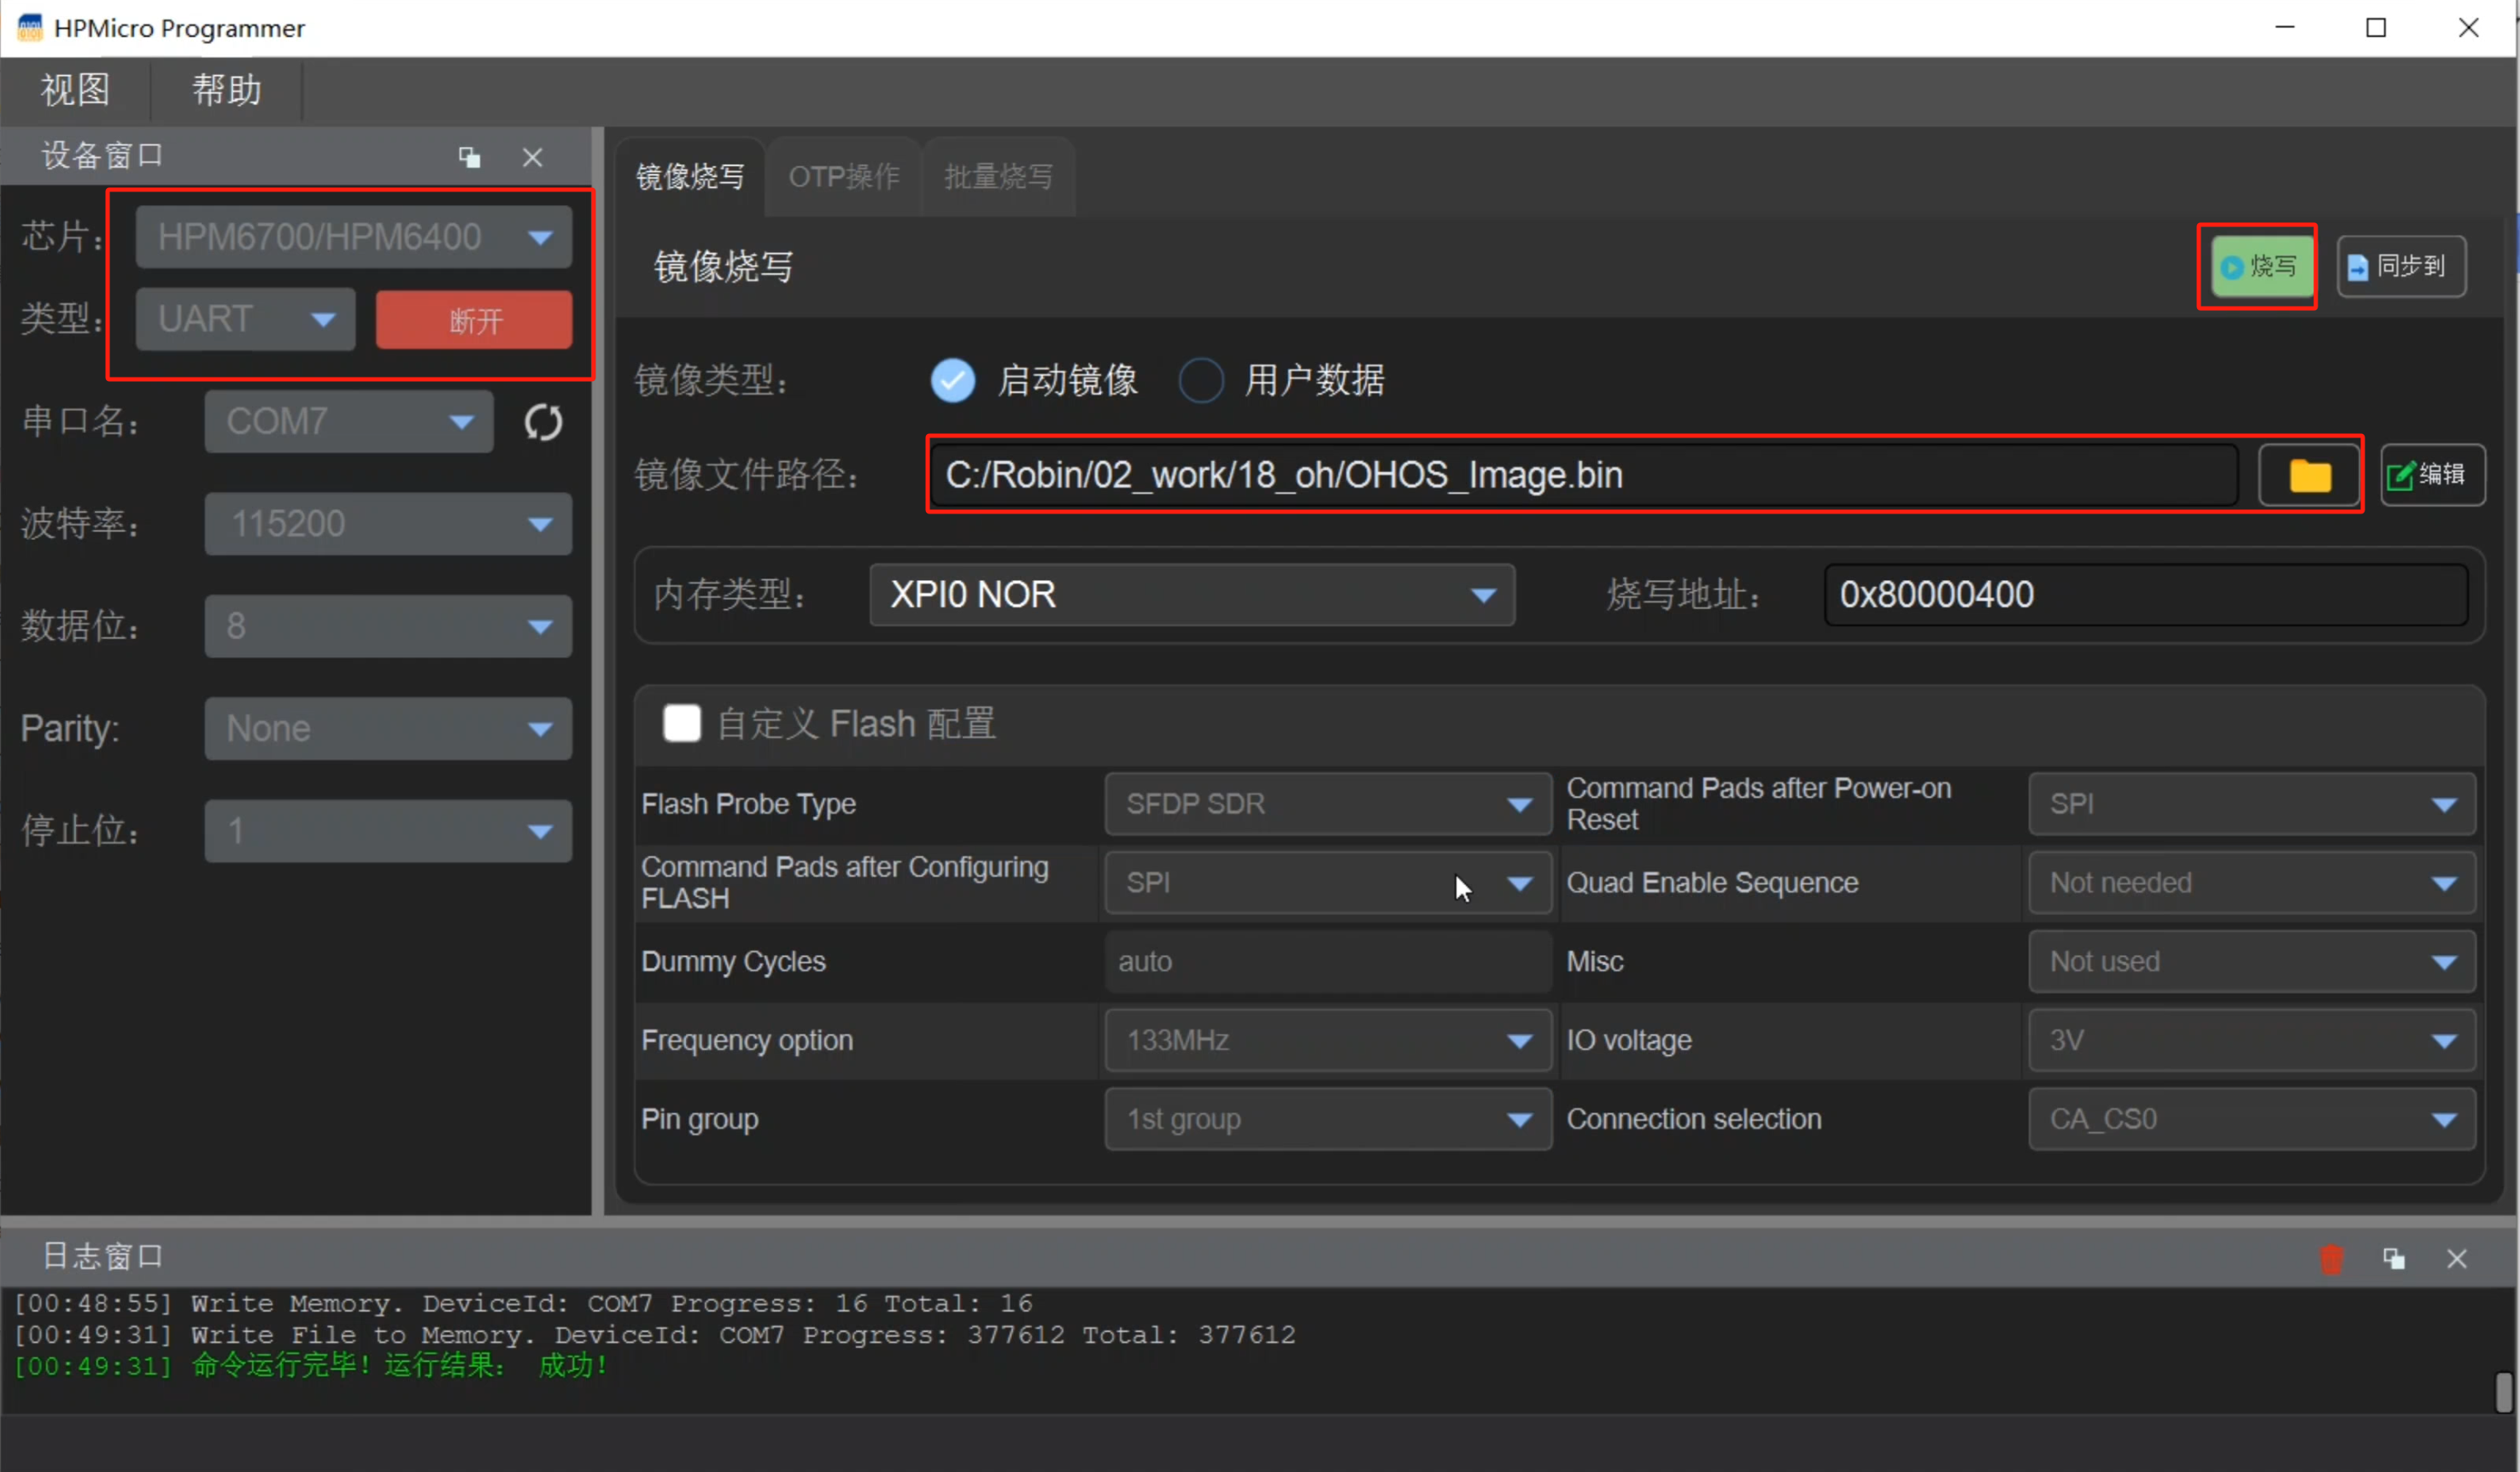 HPMicro Programmer
视图 帮助
设备窗口
芯片： HPM6700/HPM6400
类型： UART 断开
串口名： COM7
波特率： 115200
数据位： 8
Parity: None
停止位： 1
镜像烧写 OTP操作 批量烧写
镜像烧写 烧写 同步到
镜像类型： 启动镜像 用户数据
镜像文件路径： C:/Robin/02_work/18_oh/OHOS_Image.bin 编辑
内存类型： XPI0 NOR 烧写地址： 0x80000400
自定义 Flash 配置
Flash Probe Type SFDP SDR
Command Pads after Power-on
Reset
SPI
Command Pads after Configuring
FLASH
SPI
Quad Enable Sequence Not needed
Dummy Cycles auto Misc Not used
Frequency option 133MHz IO voltage 3V
Pin group 1st group Connection selection CA_CS0
日志窗口
[00:48:55] Write Memory. DeviceId: COM7 Progress: 16 Total: 16
[00:49:31] Write File to Memory. DeviceId: COM7 Progress: 377612 Total: 377612
[00:49:31] 命令运行完毕！运行结果： 成功！